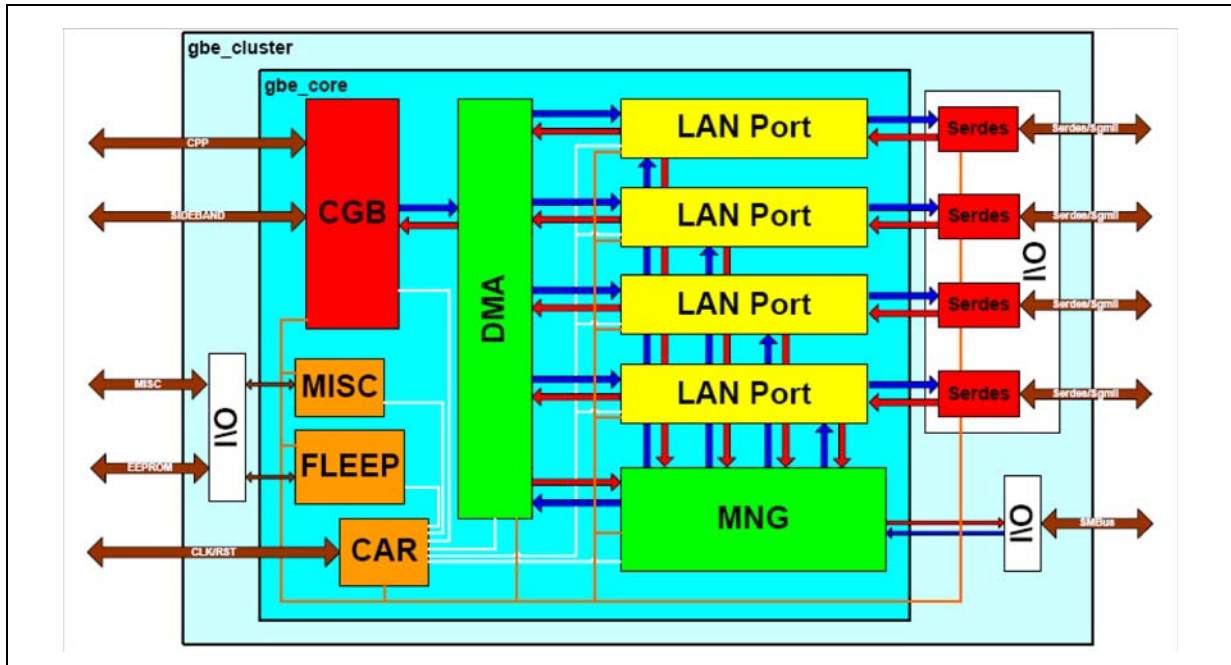 gbe_cluster
gbe_core
CPP
SIDEBAND
MISC
EEPROM
CLK/RST
I\O
CGB
MISC
FLEEP
CAR
DMA
LAN Port
LAN Port
LAN Port
LAN Port
MNG
Serdes
Serdes
Serdes
Serdes
I\O
I\O
Serdes/Sgmii
Serdes/Sgmii
Serdes/Sgmii
Serdes/Sgmii
SMBus